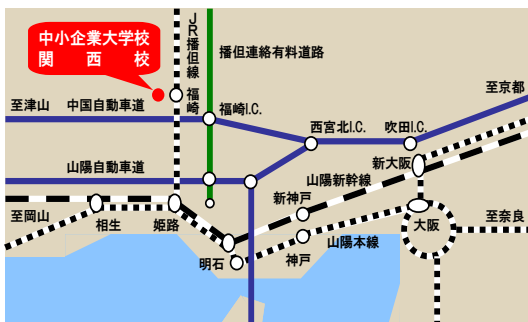 中小企業大学校
関西校
JR播但線
播但連絡有料道路
福崎
至津山
中国自動車道
福崎I.C.
至京都
西宮北I.C.
吹田I.C.
新大阪
山陽自動車道
山陽新幹線
新神戸
至岡山
相生
姫路
大阪
至奈良
山陽本線
明石
神戸